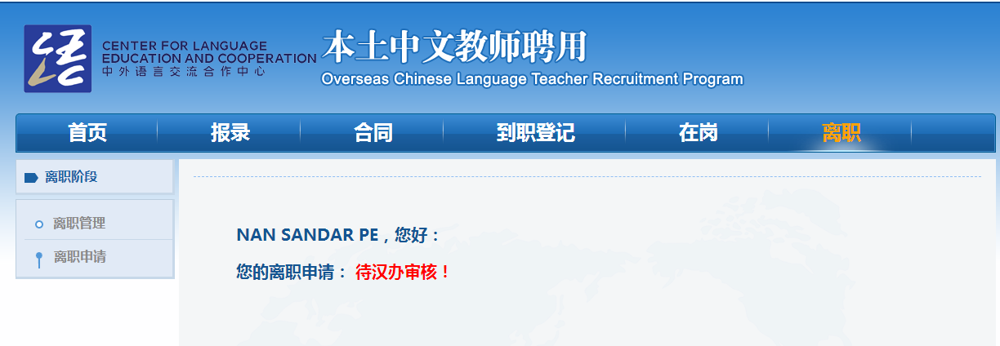 CENTER FOR LANGUAGE
EDUCATION AND COOPERATION
中外语言交流合作中心
本土中文教师聘用
Overseas Chinese Language Teacher Recruitment Program
首页 报录 合同 到职登记 在岗 离职
离职阶段
离职管理
离职申请
NAN SANDAR PE，您好：
您的离职申请： 待汉办审核！